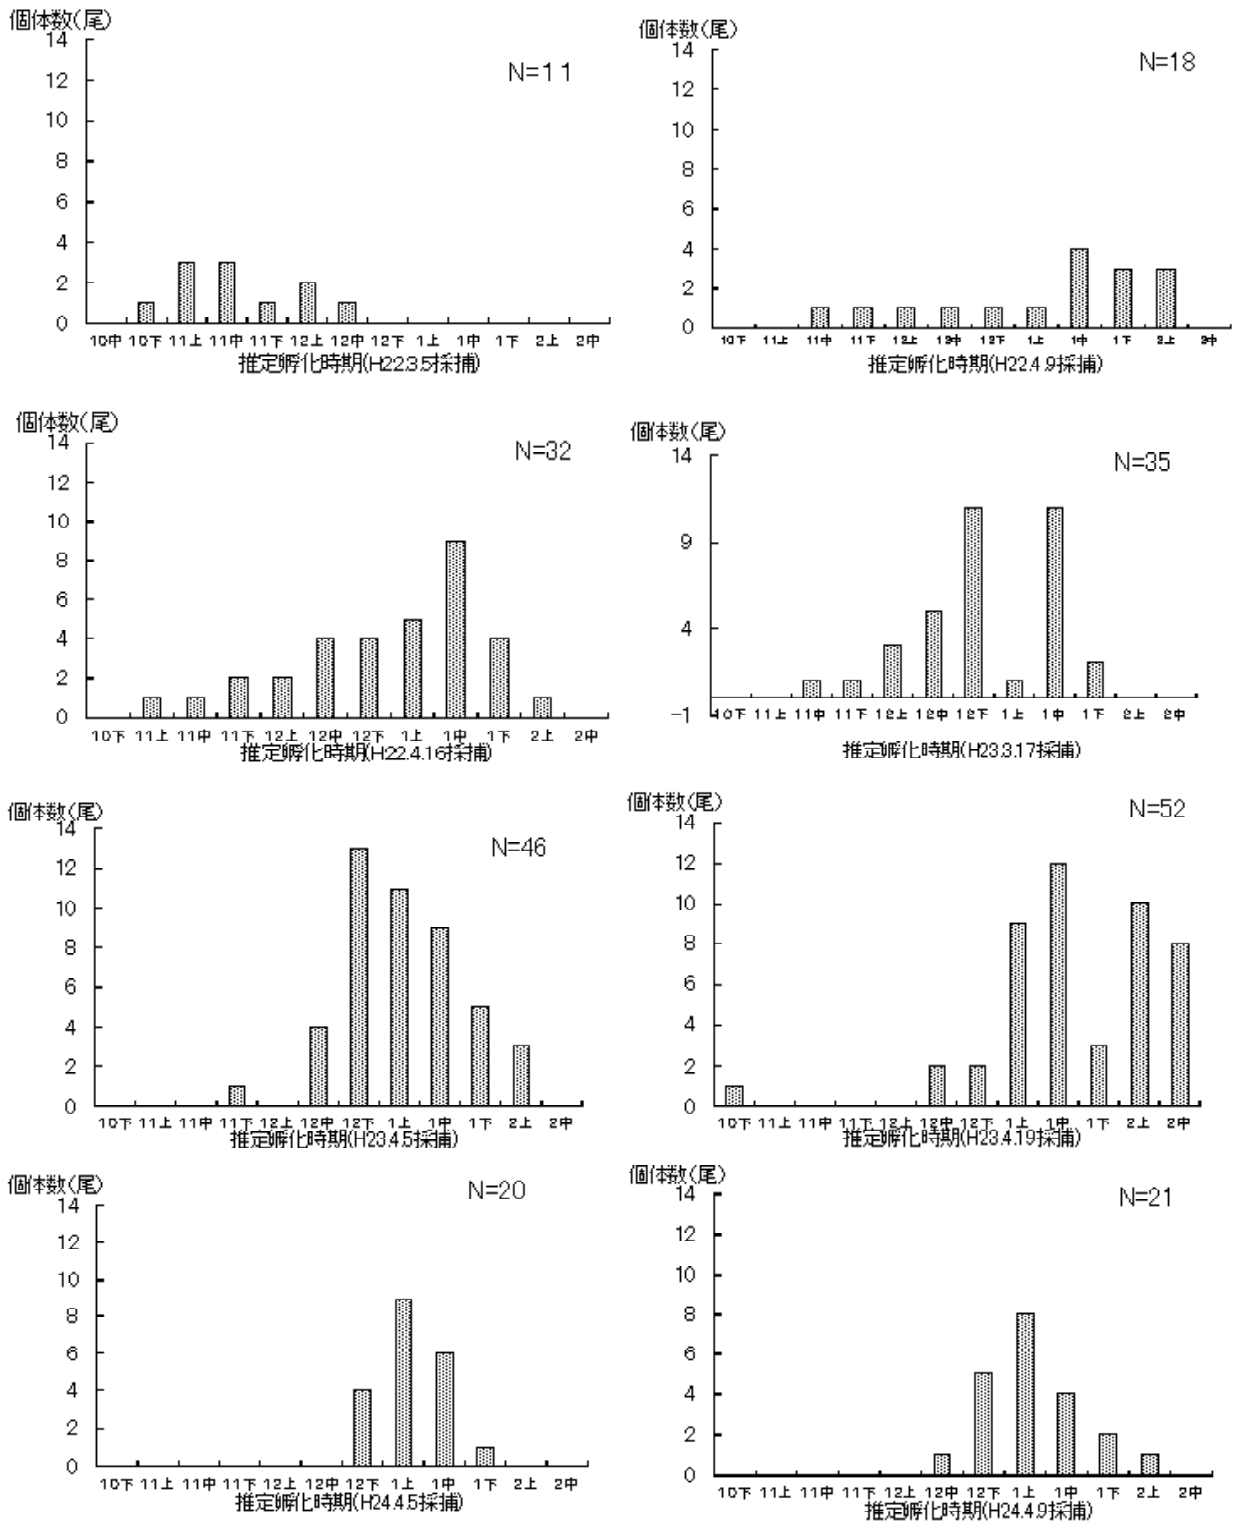 個体数(尾)
N=11
14
12
10
8
6
4
2
0
10中 10下 11上 11中 11下 12上 12中 12下 1上 1中 1下 2上 2中
推定孵化時期(H22.3.5採捕)
個体数(尾)
N=18
14
12
10
8
6
4
2
0
10下 11上 11中 11下 12上 12中 12下 1上 1中 1下 2上 2中
推定孵化時期(H22.4.9採捕)
個体数(尾)
N=32
14
12
10
8
6
4
2
0
10下 11上 11中 11下 12上 12中 12下 1上 1中 1下 2上 2中
推定孵化時期(H22.4.16採捕)
個体数(尾)
N=35
14
9
4
-1
10下 11上 11中 11下 12上 12中 12下 1上 1中 1下 2上 2中
推定孵化時期(H23.3.17採捕)
個体数(尾)
N=46
14
12
10
8
6
4
2
0
10下 11上 11中 11下 12上 12中 12下 1上 1中 1下 2上 2中
推定孵化時期(H23.4.5採捕)
個体数(尾)
N=52
14
12
10
8
6
4
2
0
10下 11上 11中 11下 12上 12中 12下 1上 1中 1下 2上 2中
推定孵化時期(H23.4.19採捕)
個体数(尾)
N=20
14
12
10
8
6
4
2
0
10下 11上 11中 11下 12上 12中 12下 1上 1中 1下 2上 2中
推定孵化時期(H24.4.5採捕)
個体数(尾)
N=21
14
12
10
8
6
4
2
0
10下 11上 11中 11下 12上 12中 12下 1上 1中 1下 2上 2中
推定孵化時期(H24.4.9採捕)